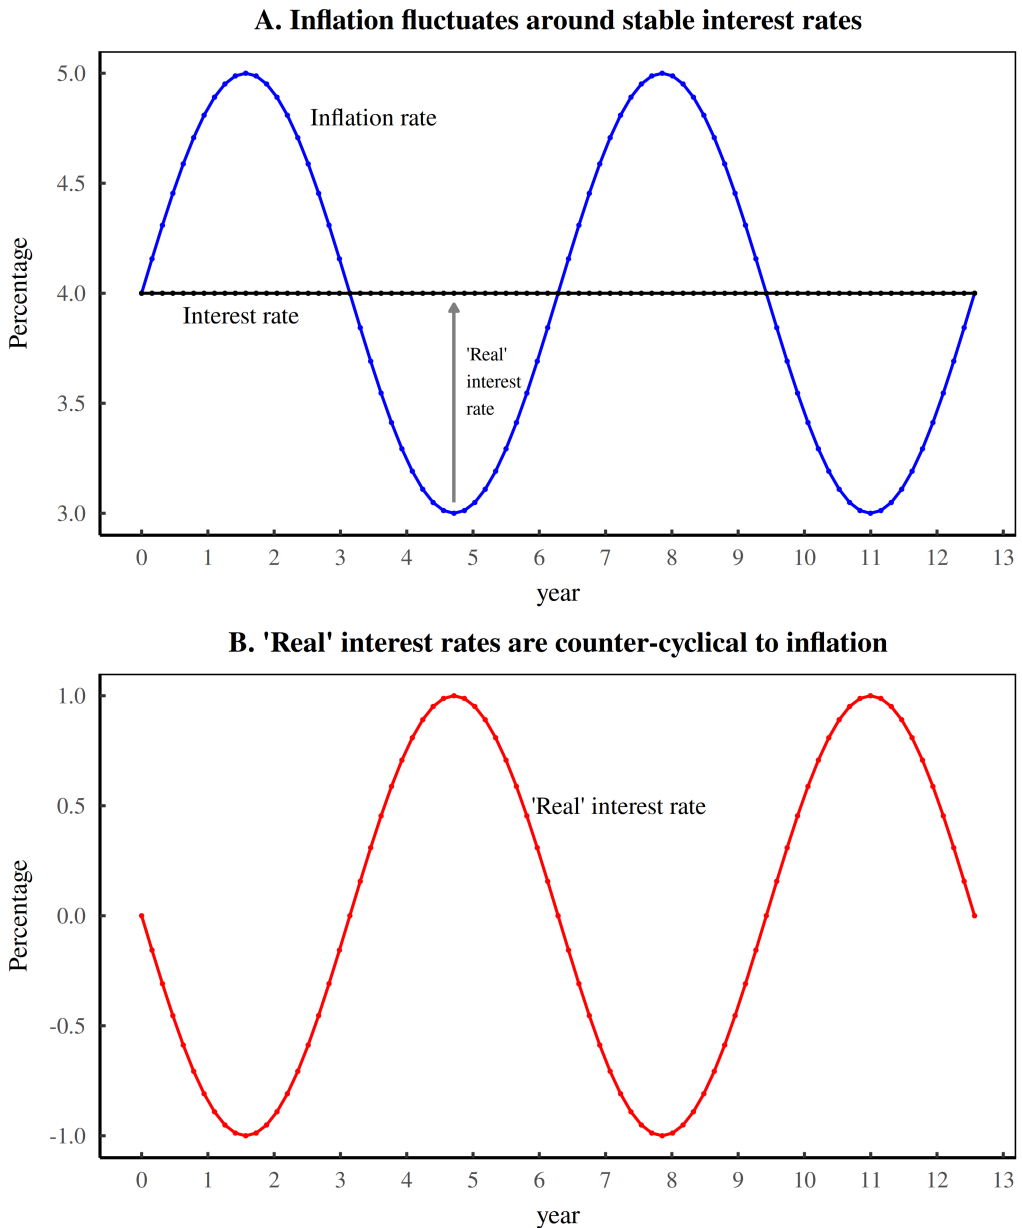 A. Inflation fluctuates around stable interest rates
5.0
Inflation rate
4.5
Percentage
4.0
Interest rate
'Real'
interest
rate
3.5
3.0
0 1 2 3 4 5 6 7 8 9 10 11 12 13
year
B. 'Real' interest rates are counter-cyclical to inflation
1.0
0.5
'Real' interest rate
Percentage
0.0
-0.5
-1.0
0 1 2 3 4 5 6 7 8 9 10 11 12 13
year